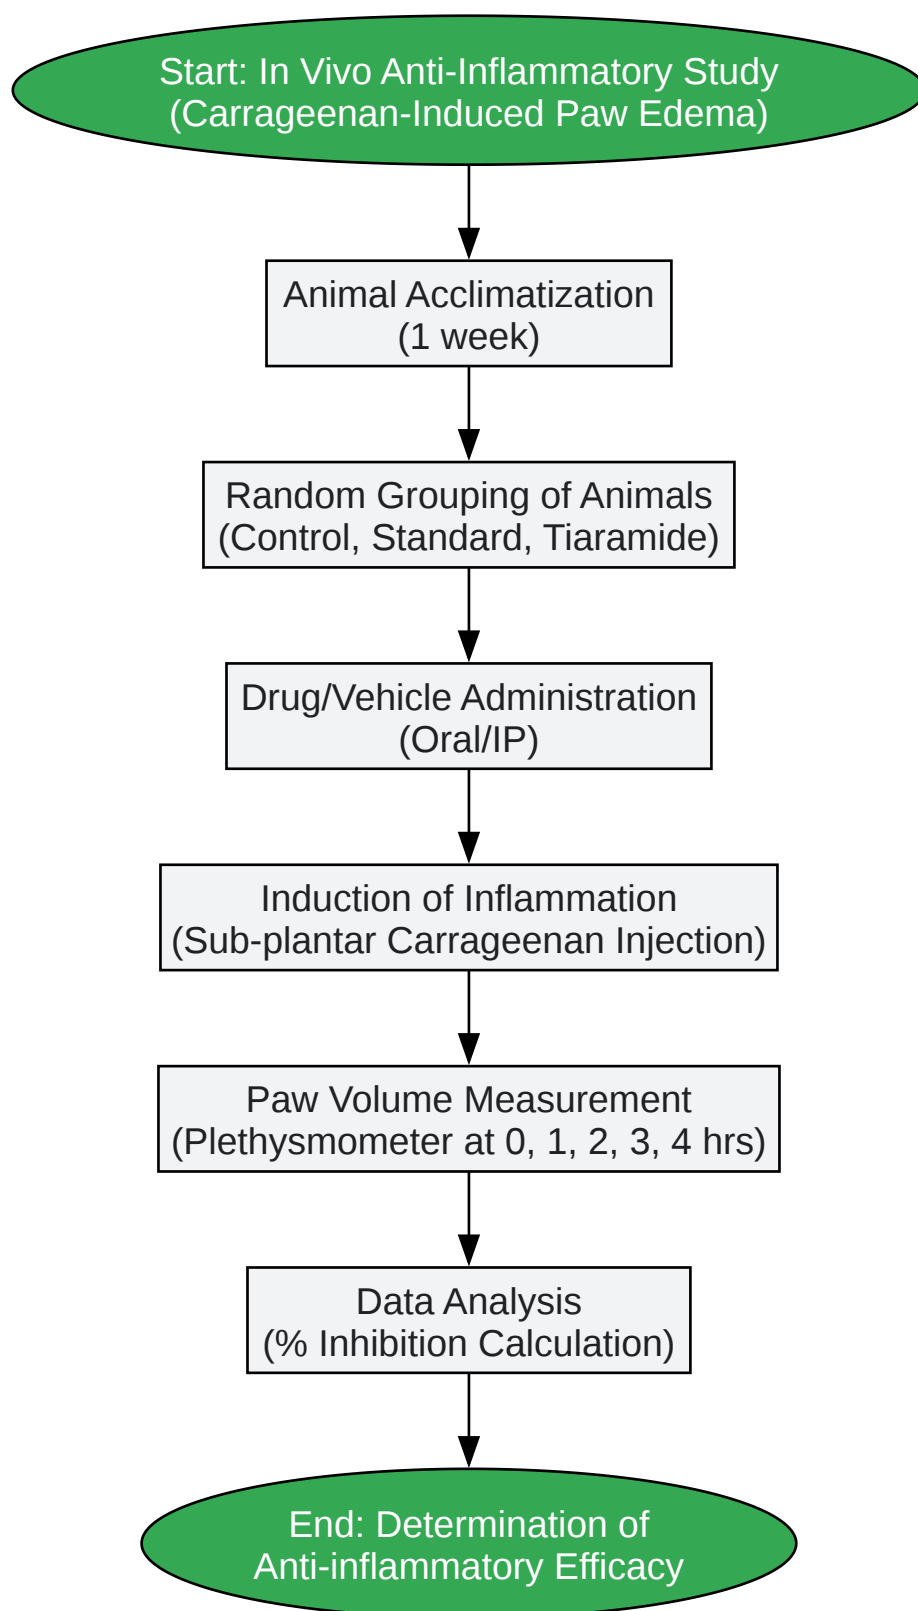 Start: In Vivo Anti-Inflammatory Study
(Carrageenan-Induced Paw Edema)
Animal Acclimatization
(1 week)
Random Grouping of Animals
(Control, Standard, Tiaramide)
Drug/Vehicle Administration
(Oral/IP)
Induction of Inflammation
(Sub-plantar Carrageenan Injection)
Paw Volume Measurement
(Plethysmometer at 0, 1, 2, 3, 4 hrs)
Data Analysis
(% Inhibition Calculation)
End: Determination of
Anti-inflammatory Efficacy